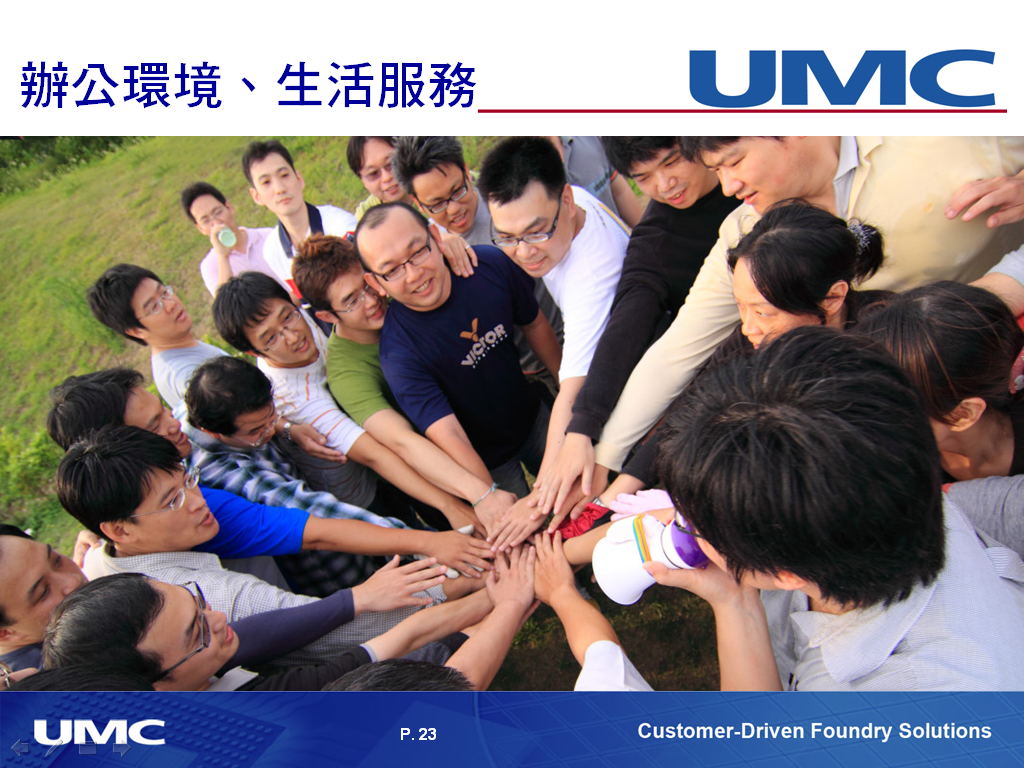 辦公環境、生活服務
UMC
VICTOR
UMC
P. 23
Customer-Driven Foundry Solutions